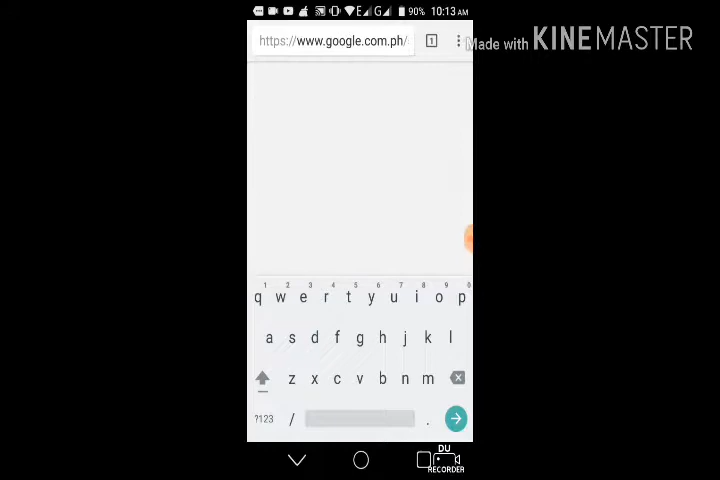 E G 90% 10:13 AM
https://www.google.com.ph/ 1
Made with KINEMASTER
1 2 3 4 5 6 7 8 9 0
q w e r t y u i o p
a s d f g h j k l
z x c v b n m
?123 / .
DU
RECORDER